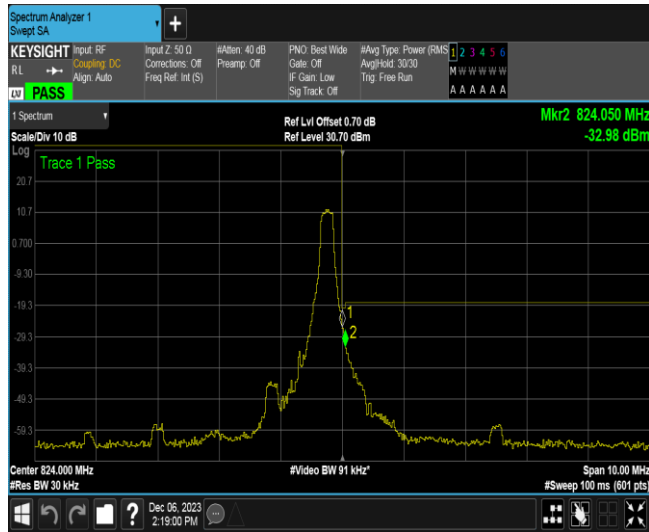 Spectrum Analyzer 1
Swept SA
+
KEYSIGHT
RL
LXI PASS
Input: RF
Coupling: DC
Align: Auto
Input Z: 50 Ω
Corrections: Off
Freq Ref: Int (S)
#Atten: 40 dB
Preamp: Off
PNO: Best Wide
Gate: Off
IF Gain: Low
Sig Track: Off
#Avg Type: Power (RMS
Avg|Hold: 30/30
Trig: Free Run
1 2 3 4 5 6
M W W W W W
A A A A A A
1 Spectrum
Scale/Div 10 dB
Ref Lvl Offset 0.70 dB
Ref Level 30.70 dBm
Mkr2 824.050 MHz
-32.98 dBm
Log
Trace 1 Pass
20.7
10.7
0.700
-9.30
-19.3
1
2
-29.3
-39.3
-49.3
-59.3
Center 824.000 MHz
#Res BW 30 kHz
#Video BW 91 kHz*
Span 10.00 MHz
#Sweep 100 ms (601 pts)
?
Dec 06, 2023
2:19:00 PM